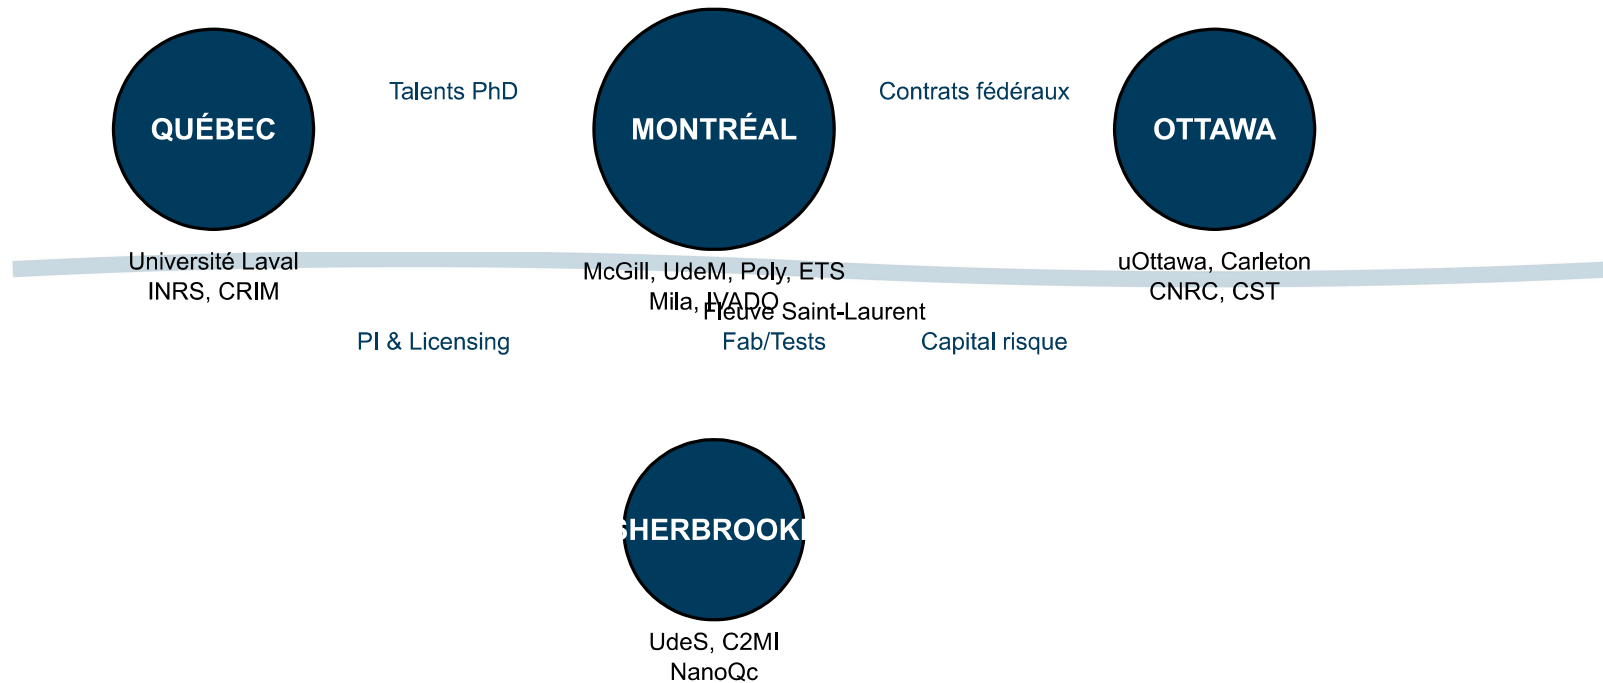 Talents PhD
Contrats fédéraux
QUÉBEC
MONTRÉAL
OTTAWA
Université Laval
INRS, CRIM
McGill, UdeM, Poly, ETS
Mila, IVADO
uOttawa, Carleton
CNRC, CST
Fleuve Saint-Laurent
PI & Licensing
Fab/Tests
Capital risque
SHERBROOKE
UdeS, C2MI
NanoQc